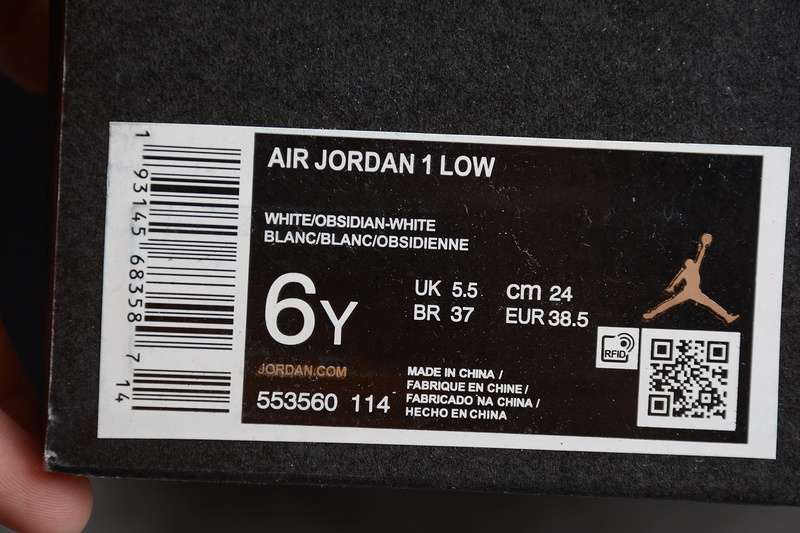 AIR JORDAN 1 LOW
WHITE/OBSIDIAN-WHITE
BLANC/BLANC/OBSIDIENNE
6Y
UK 5.5 cm 24
BR 37 EUR 38.5
RFID
JORDAN.COM
553560 114
MADE IN CHINA /
FABRIQUE EN CHINE /
FABRICADO NA CHINA /
HECHO EN CHINA
1 93145 68358 7 14